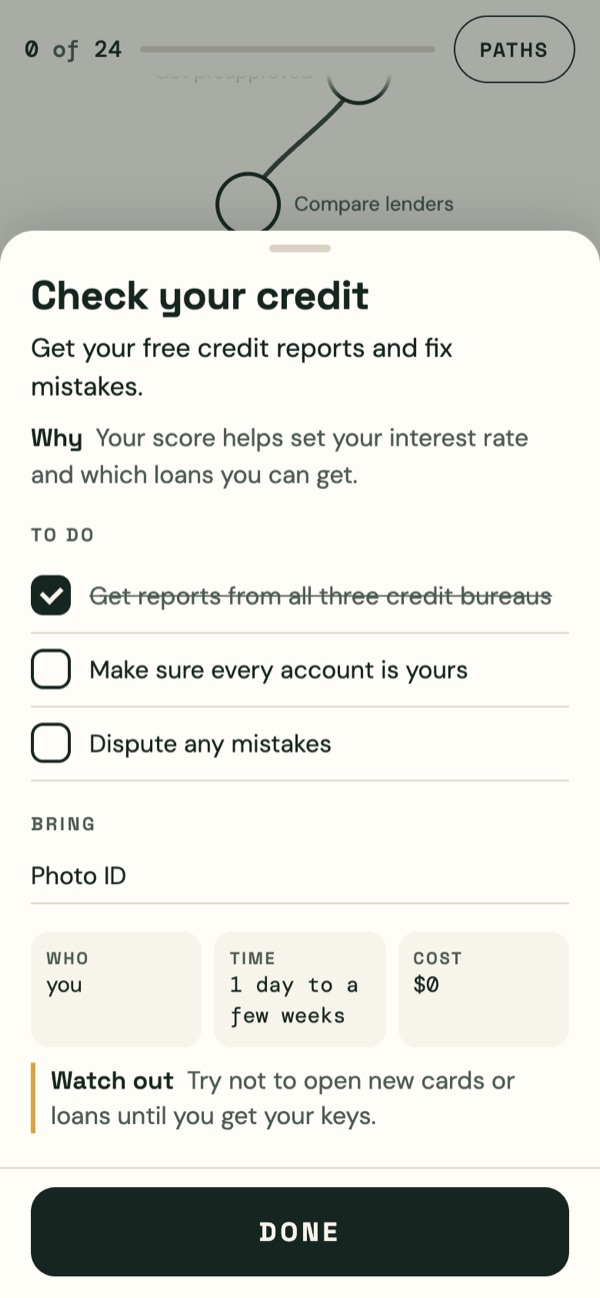 0 of 24
PATHS
Compare lenders
Check your credit
Get your free credit reports and fix
mistakes.
Why Your score helps set your interest rate
and which loans you can get.
TO DO
Get reports from all three credit bureaus
Make sure every account is yours
Dispute any mistakes
BRING
Photo ID
WHO
you
TIME
1 day to a
few weeks
COST
$0
Watch out Try not to open new cards or
loans until you get your keys.
DONE